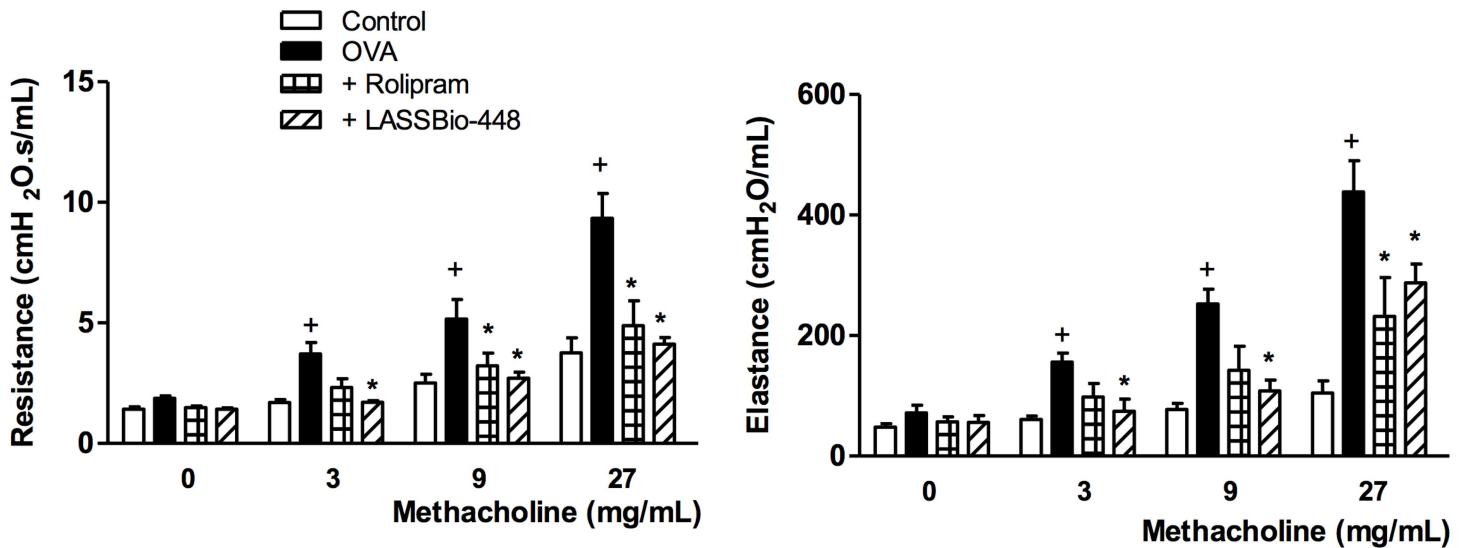 Control
OVA
+ Rolipram
+ LASSBio-448
Resistance (cmH ₂O.s/mL)
15
10
5
0
+
*
*
+
*
*
+
*
+
0 3 9 27
Methacholine (mg/mL)
Elastance (cmH₂O/mL)
600
400
200
0
+
*
*
+
*
+
*
0 3 9 27
Methacholine (mg/mL)